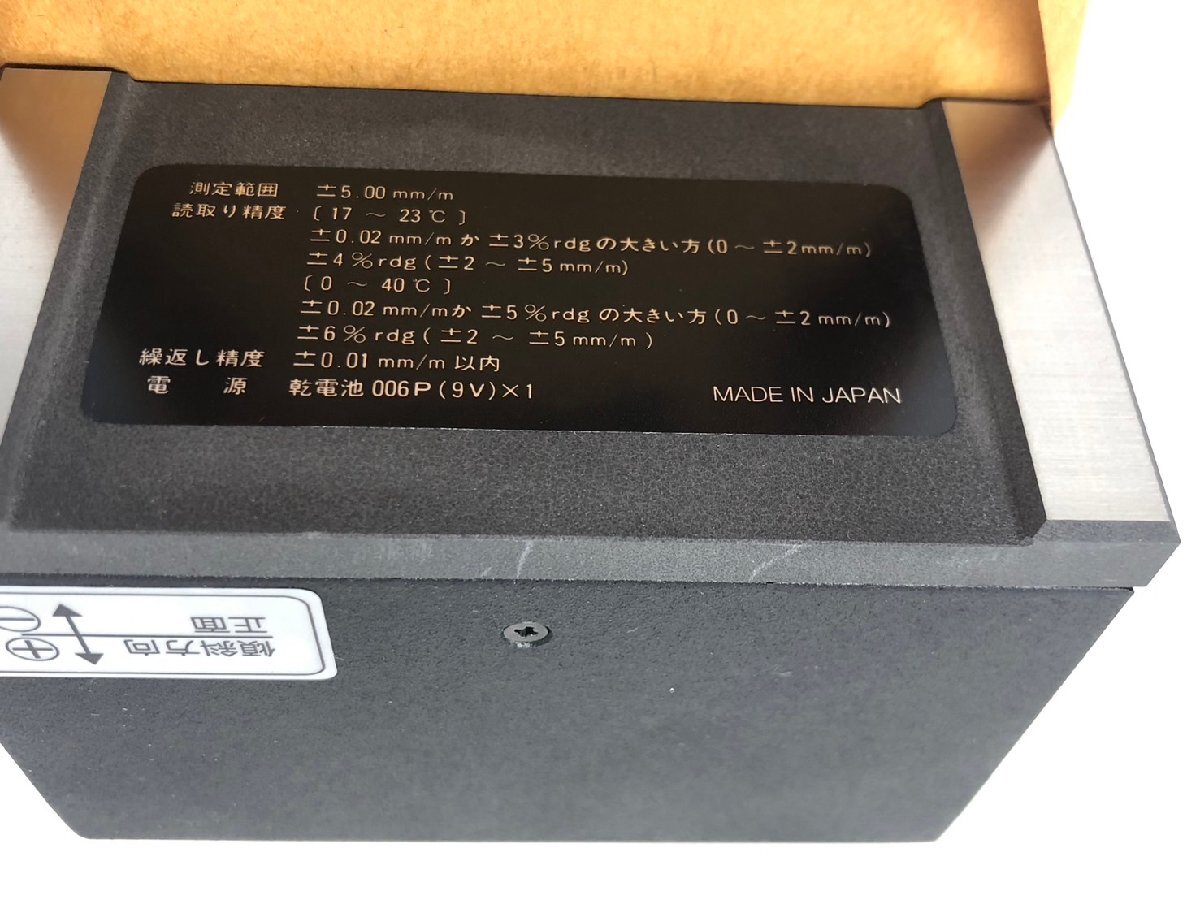 測定範囲 ±5.00 mm/m
読取り精度 〔17 〜 23℃〕
±0.02 mm/m か ±3%rdg の大きい方 (0 〜 ±2mm/m)
±4%rdg (±2 〜 ±5mm/m)
〔0 〜 40℃〕
±0.02 mm/m か ±5%rdg の大きい方 (0 〜 ±2mm/m)
±6%rdg (±2 〜 ±5mm/m)
繰返し精度 ±0.01 mm/m 以内
電源 乾電池 006P (9V)×1
MADE IN JAPAN
傾斜方向 +
正面 −